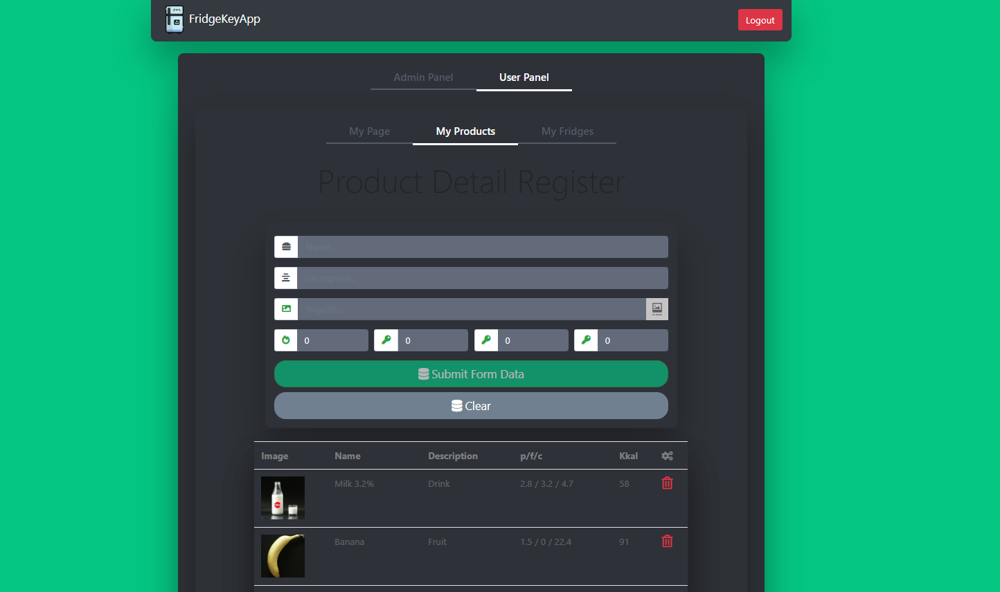 FridgeKeyApp
Logout
Admin Panel User Panel
My Page My Products My Fridges
Product Detail Register
Name...
Description...
ImgURL...
0 0 0 0
Submit Form Data
Clear
Image Name Description p/f/c Kkal
Milk 3.2% Drink 2.8 / 3.2 / 4.7 58
Banana Fruit 1.5 / 0 / 22.4 91